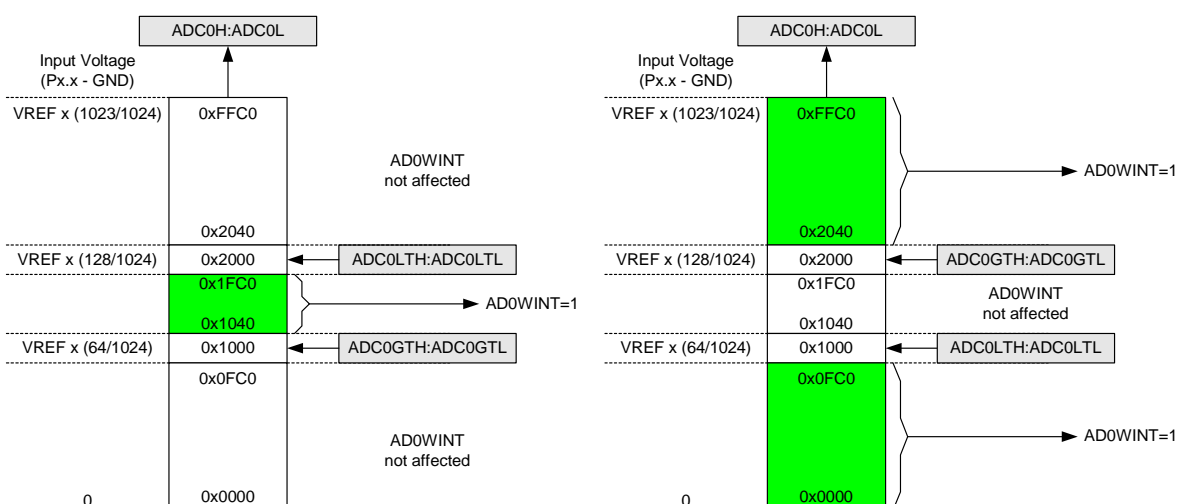 ADC0H:ADC0L
Input Voltage
(Px.x - GND)
VREF x (1023/1024)
0xFFC0
AD0WINT
not affected
0x2040
VREF x (128/1024)
0x2000
ADC0LTH:ADC0LTL
0x1FC0
AD0WINT=1
0x1040
VREF x (64/1024)
0x1000
ADC0GTH:ADC0GTL
0x0FC0
AD0WINT
not affected
0
0x0000
ADC0H:ADC0L
Input Voltage
(Px.x - GND)
VREF x (1023/1024)
0xFFC0
AD0WINT=1
0x2040
VREF x (128/1024)
0x2000
ADC0GTH:ADC0GTL
0x1FC0
AD0WINT
not affected
0x1040
VREF x (64/1024)
0x1000
ADC0LTH:ADC0LTL
0x0FC0
AD0WINT=1
0
0x0000